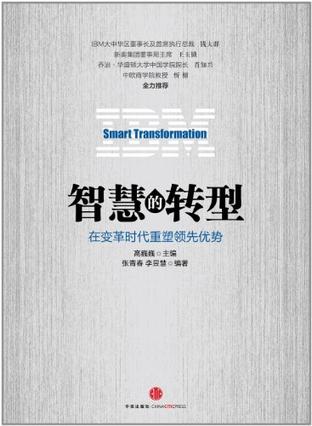 IBM大中华区董事长及首席执行总裁 钱大群
新奥集团董事局主席 王玉锁
乔治·华盛顿大学中国学院院长 肖知兴
中欧商学院教授 忻榕
全力推荐
IBM
Smart Transformation
智慧的转型
在变革时代重塑领先优势
高巍巍 / 主编
张青春 李昱慧 / 编著
中信出版社·CHINA CITIC PRESS